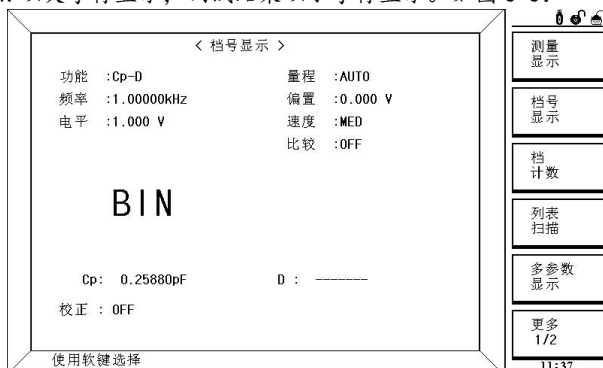 < 档号显示 >
功能 :Cp-D 量程 :AUTO
频率 :1.00000kHz 偏置 :0.000 V
电平 :1.000 V 速度 :MED
比较 :OFF
BIN
Cp: 0.25880pF D : -------
校正 : OFF
使用软键选择
测量
显示
档号
显示
档
计数
列表
扫描
多参数
显示
更多
1/2
11:37